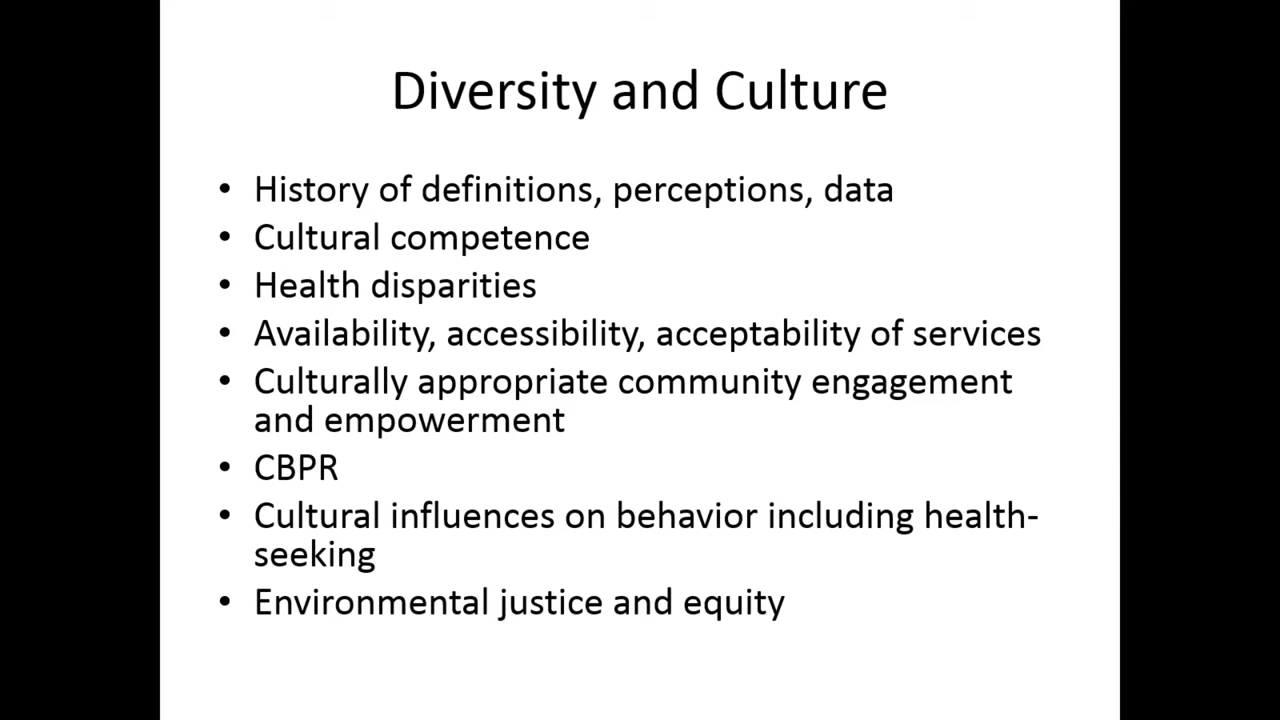 Diversity and Culture
• History of definitions, perceptions, data
• Cultural competence
• Health disparities
• Availability, accessibility, acceptability of services
• Culturally appropriate community engagement
and empowerment
• CBPR
• Cultural influences on behavior including health-
seeking
• Environmental justice and equity